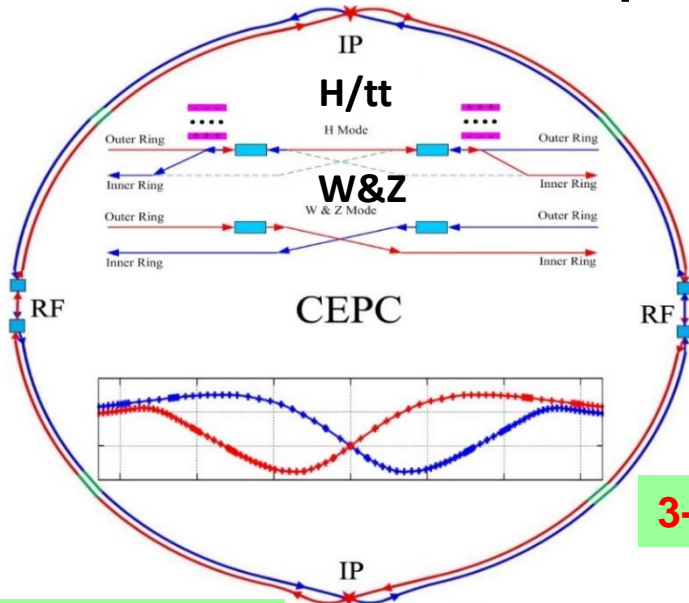 IP
H/tt
H Mode
Outer Ring
Outer Ring
Inner Ring
Inner Ring
W&Z
W & Z Mode
Outer Ring
Outer Ring
Inner Ring
Inner Ring
RF
CEPC
RF
3-
IP